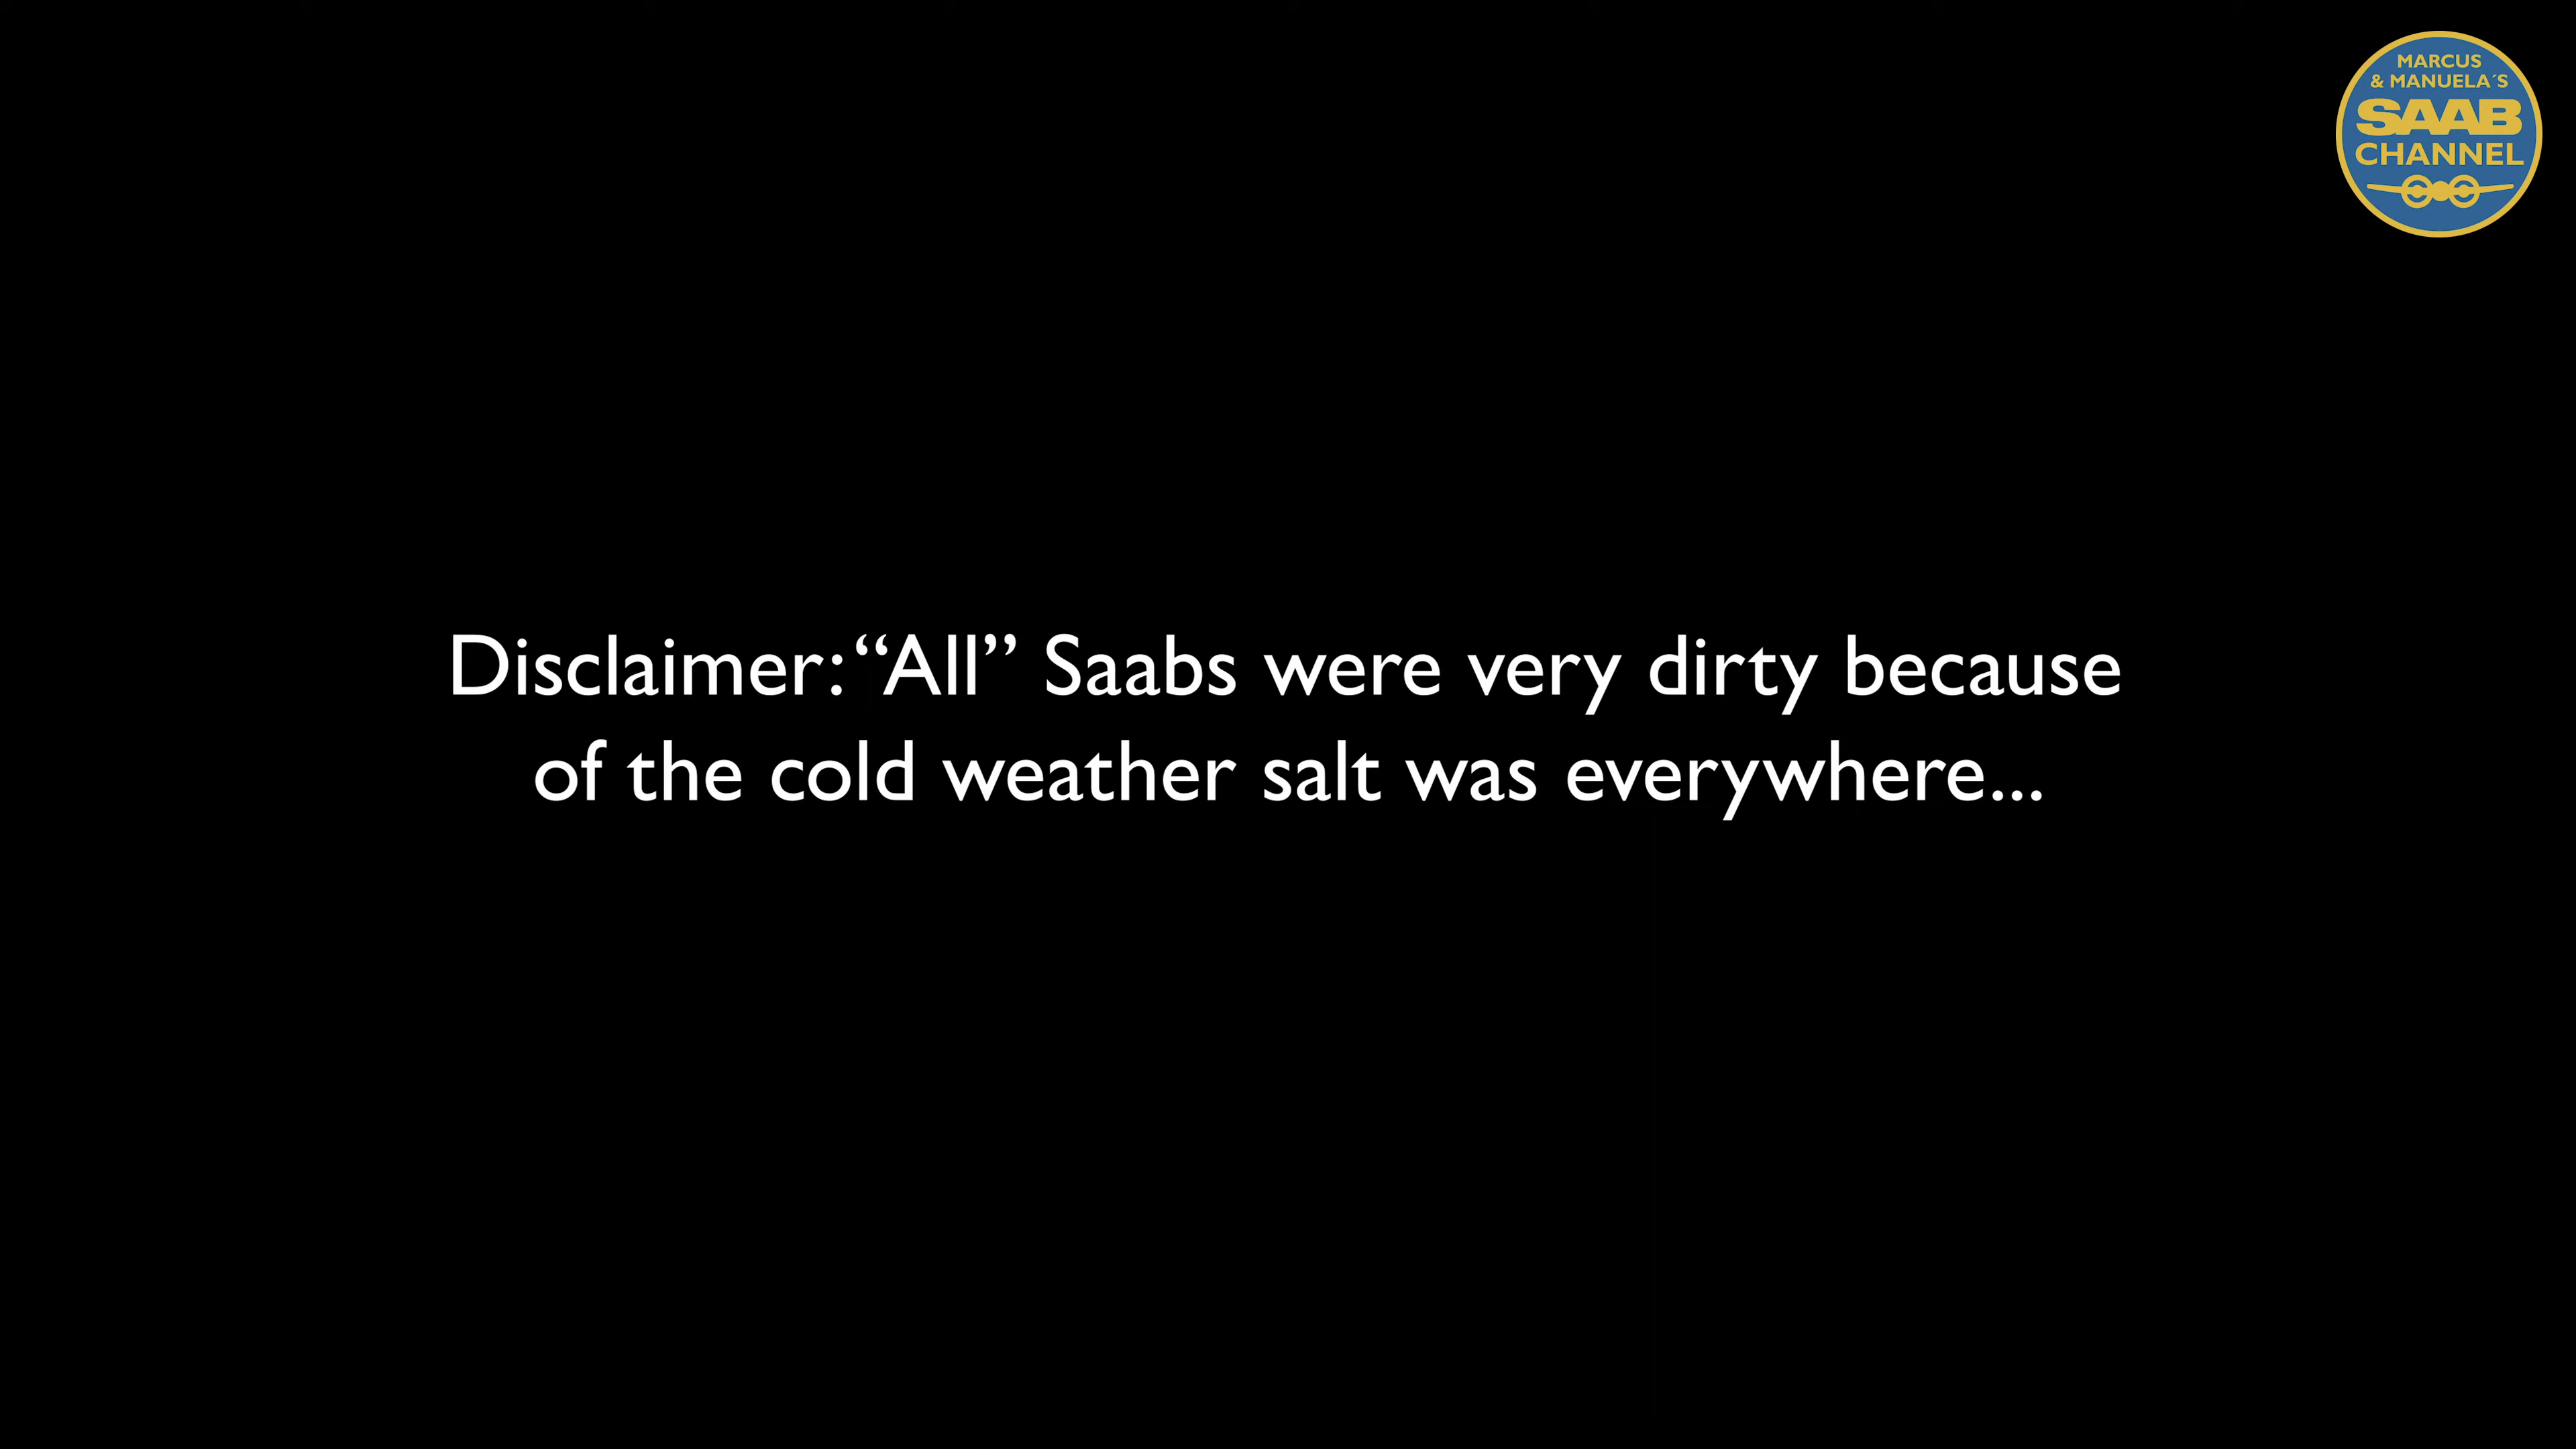 MARCUS
& MANUELA´S
SAAB
CHANNEL
Disclaimer: “All” Saabs were very dirty because
of the cold weather salt was everywhere...